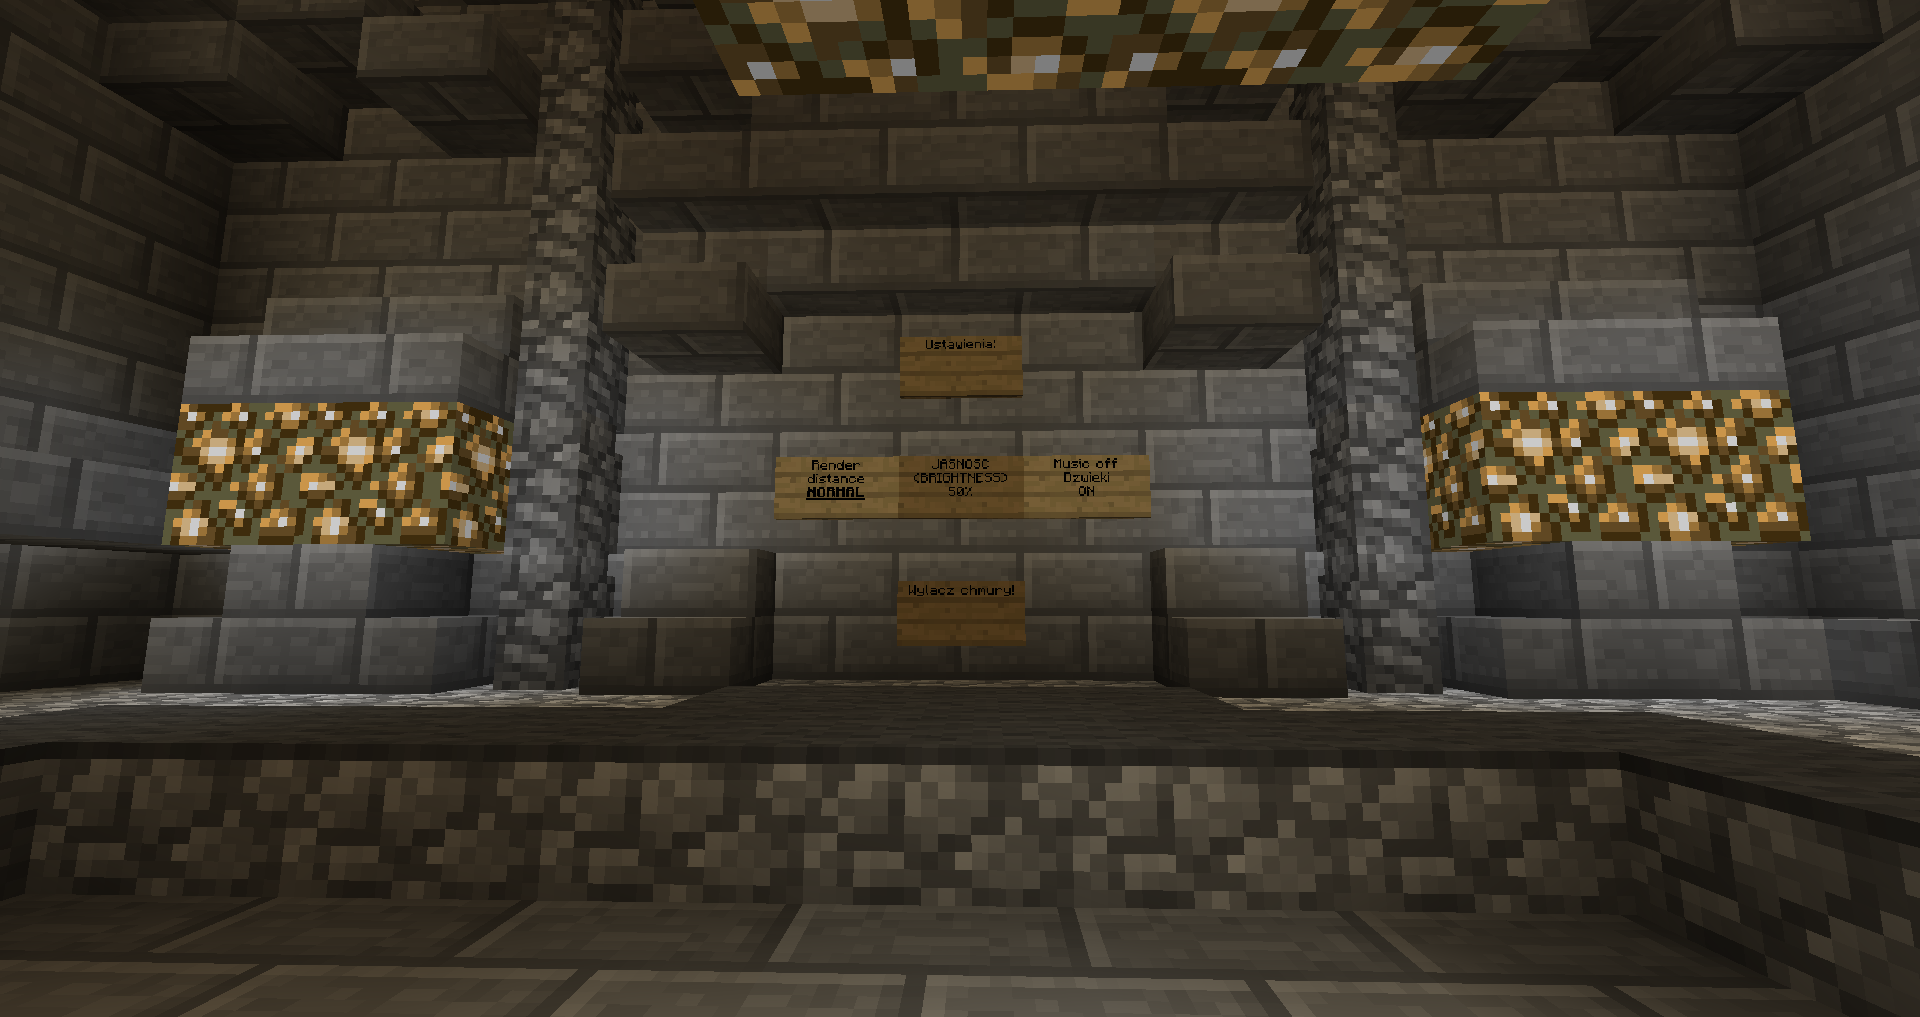 Ustawienia:
Render
distance
NORMAL
JASNOSC
(BRIGHTNESS)
50%
Music off
Dzwieki
ON
Wylacz chmury!